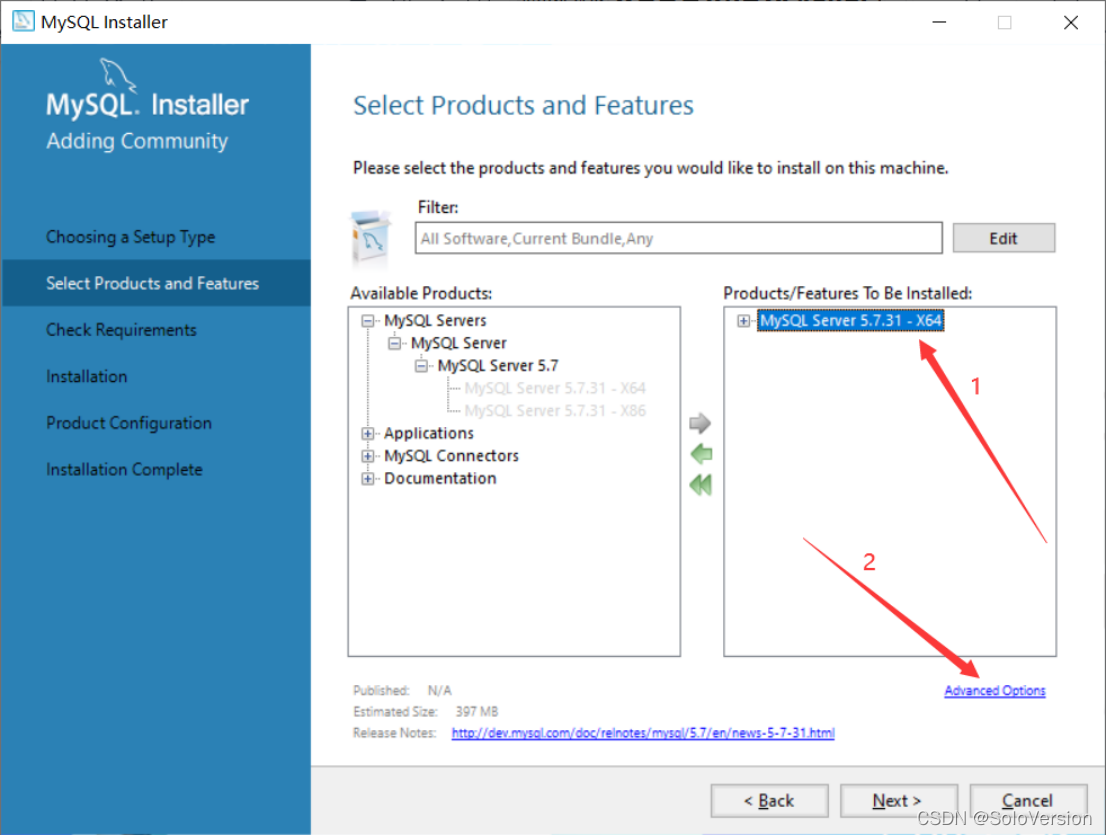 MySQL Installer
MySQL. Installer
Adding Community
Choosing a Setup Type
Select Products and Features
Check Requirements
Installation
Product Configuration
Installation Complete
Select Products and Features
Please select the products and features you would like to install on this machine.
Filter:
All Software,Current Bundle,Any
Edit
Available Products:
MySQL Servers
MySQL Server
MySQL Server 5.7
MySQL Server 5.7.31 - X64
MySQL Server 5.7.31 - X86
Applications
MySQL Connectors
Documentation
Products/Features To Be Installed:
MySQL Server 5.7.31 - X64
1
2
Advanced Options
Published: N/A
Estimated Size: 397 MB
Release Notes: http://dev.mysql.com/doc/relnotes/mysql/5.7/en/news-5-7-31.html
< Back
Next >
Cancel
CSDN @SoloVersion